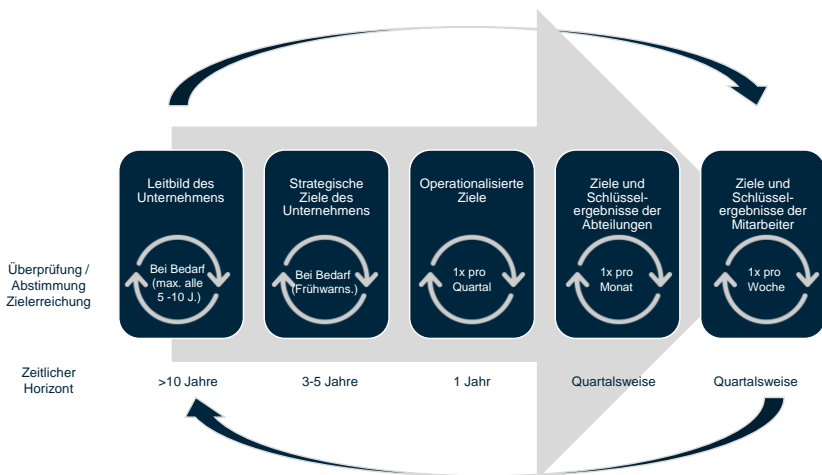 Leitbild des
Unternehmens
Strategische
Ziele des
Unternehmens
Operationalisierte
Ziele
Ziele und
Schlüssel-
ergebnisse der
Abteilungen
Ziele und
Schlüssel-
ergebnisse der
Mitarbeiter
Überprüfung /
Abstimmung
Zielerreichung
Bei Bedarf
(max. alle
5 -10 J.)
Bei Bedarf
(Frühwarns.)
1x pro
Quartal
1x pro
Monat
1x pro
Woche
Zeitlicher
Horizont
>10 Jahre
3-5 Jahre
1 Jahr
Quartalsweise
Quartalsweise